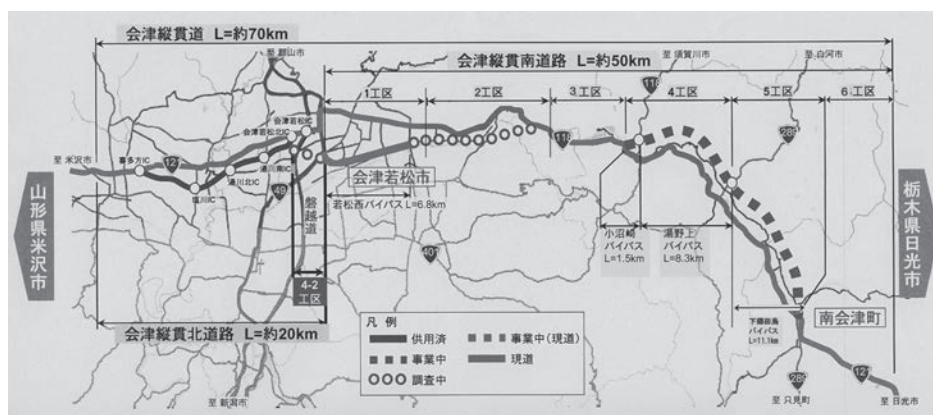 会津縦貫道 L=約70km
至 郡山市
会津縦貫南道路 L=約50km
至 須賀川市
至 白河市
1工区
2工区
3工区
4工区
5工区
6工区
118
289
会津若松IC
会津若松北IC
湯川南IC
湯川北IC
塩川IC
喜多方IC
至 米沢市
121
118
49
山形県米沢市
栃木県日光市
会津若松市
若松西バイパス L=6.8km
磐越道
401
小沼崎
バイパス
L=1.5km
湯野上
バイパス
L=8.3km
4-2
工区
下郷田島
バイパス
L=11.1km
南会津町
会津縦貫北道路 L=約20km
凡 例
供用済
事業中
調査中
事業中(現道)
現道
289
121
至 新潟市
至 只見町
至 日光市